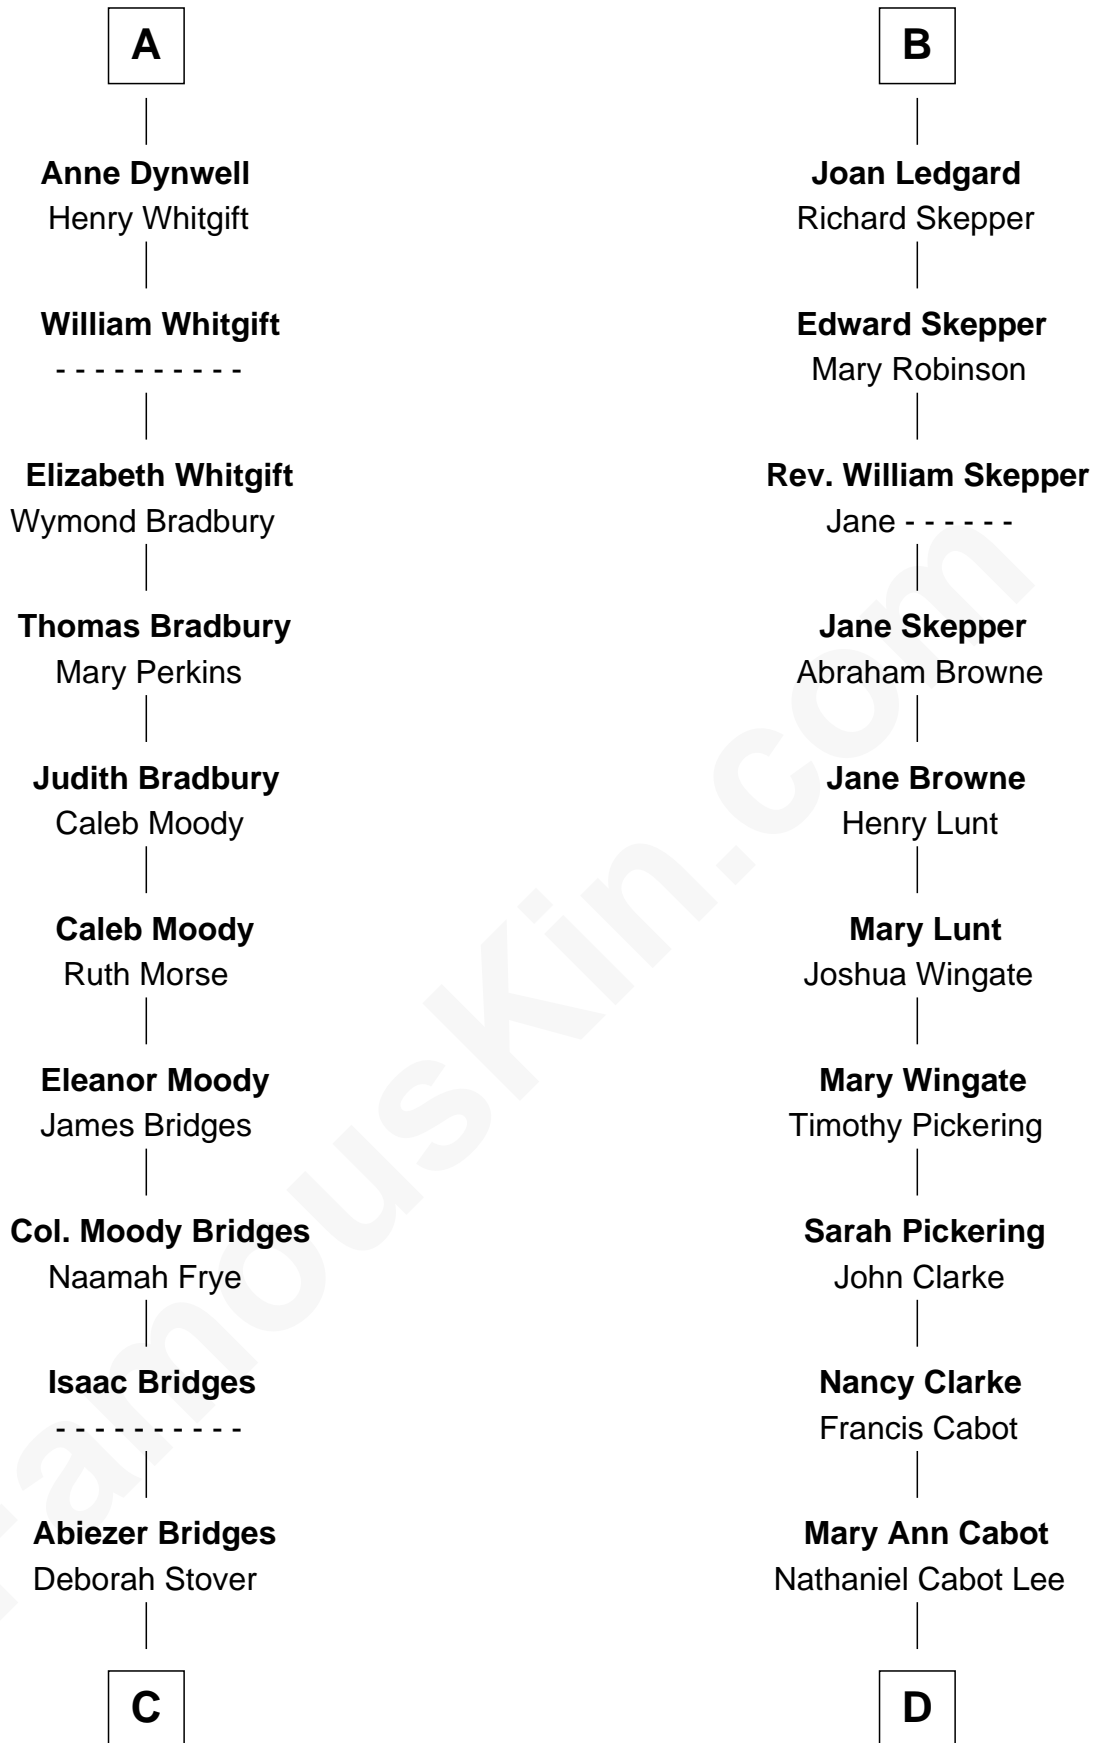 A
Anne Dynwell
Henry Whitgift
William Whitgift
- - - - - - - - - -
Elizabeth Whitgift
Wymond Bradbury
Thomas Bradbury
Mary Perkins
Judith Bradbury
Caleb Moody
Caleb Moody
Ruth Morse
Eleanor Moody
James Bridges
Col. Moody Bridges
Naamah Frye
Isaac Bridges
- - - - - - - - - -
Abiezer Bridges
Deborah Stover
C
B
Joan Ledgard
Richard Skepper
Edward Skepper
Mary Robinson
Rev. William Skepper
Jane - - - - - -
Jane Skepper
Abraham Browne
Jane Browne
Henry Lunt
Mary Lunt
Joshua Wingate
Mary Wingate
Timothy Pickering
Sarah Pickering
John Clarke
Nancy Clarke
Francis Cabot
Mary Ann Cabot
Nathaniel Cabot Lee
D
FamousKin.com